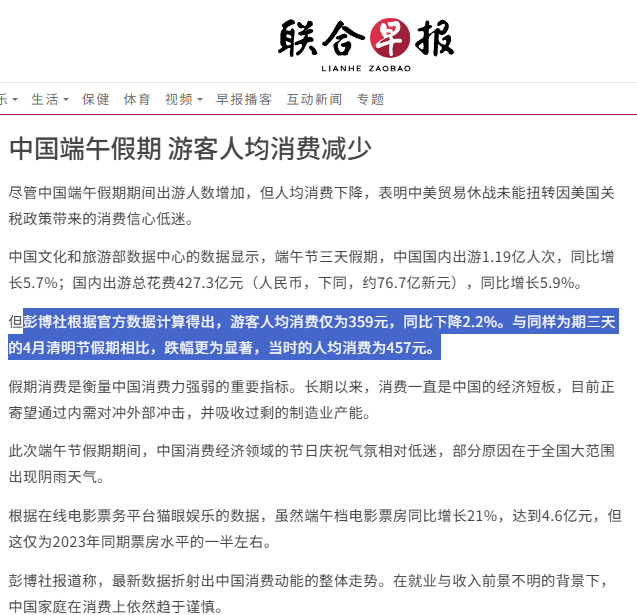 联合早报
LIANHE ZAOBAO
乐 生活 保健 体育 视频 早报播客 互动新闻 专题
中国端午假期 游客人均消费减少
尽管中国端午假期期间出游人数增加，但人均消费下降，表明中美贸易休战未能扭转因美国关
税政策带来的消费信心低迷。
中国文化和旅游部数据中心的数据显示，端午节三天假期，中国国内出游1.19亿人次，同比增
长5.7%；国内出游总花费427.3亿元（人民币，下同，约76.7亿新元），同比增长5.9%。
但彭博社根据官方数据计算得出，游客人均消费仅为359元，同比下降2.2%。与同样为期三天
的4月清明节假期相比，跌幅更为显著，当时的人均消费为457元。
假期消费是衡量中国消费力强弱的重要指标。长期以来，消费一直是中国的经济短板，目前正
寄望通过内需对冲外部冲击，并吸收过剩的制造业产能。
此次端午节假期期间，中国消费经济领域的节日庆祝气氛相对低迷，部分原因在于全国大范围
出现阴雨天气。
根据在线电影票务平台猫眼娱乐的数据，虽然端午档电影票房同比增长21%，达到4.6亿元，但
这仅为2023年同期票房水平的一半左右。
彭博社报道称，最新数据折射出中国消费动能的整体走势。在就业与收入前景不明的背景下，
中国家庭在消费上依然趋于谨慎。